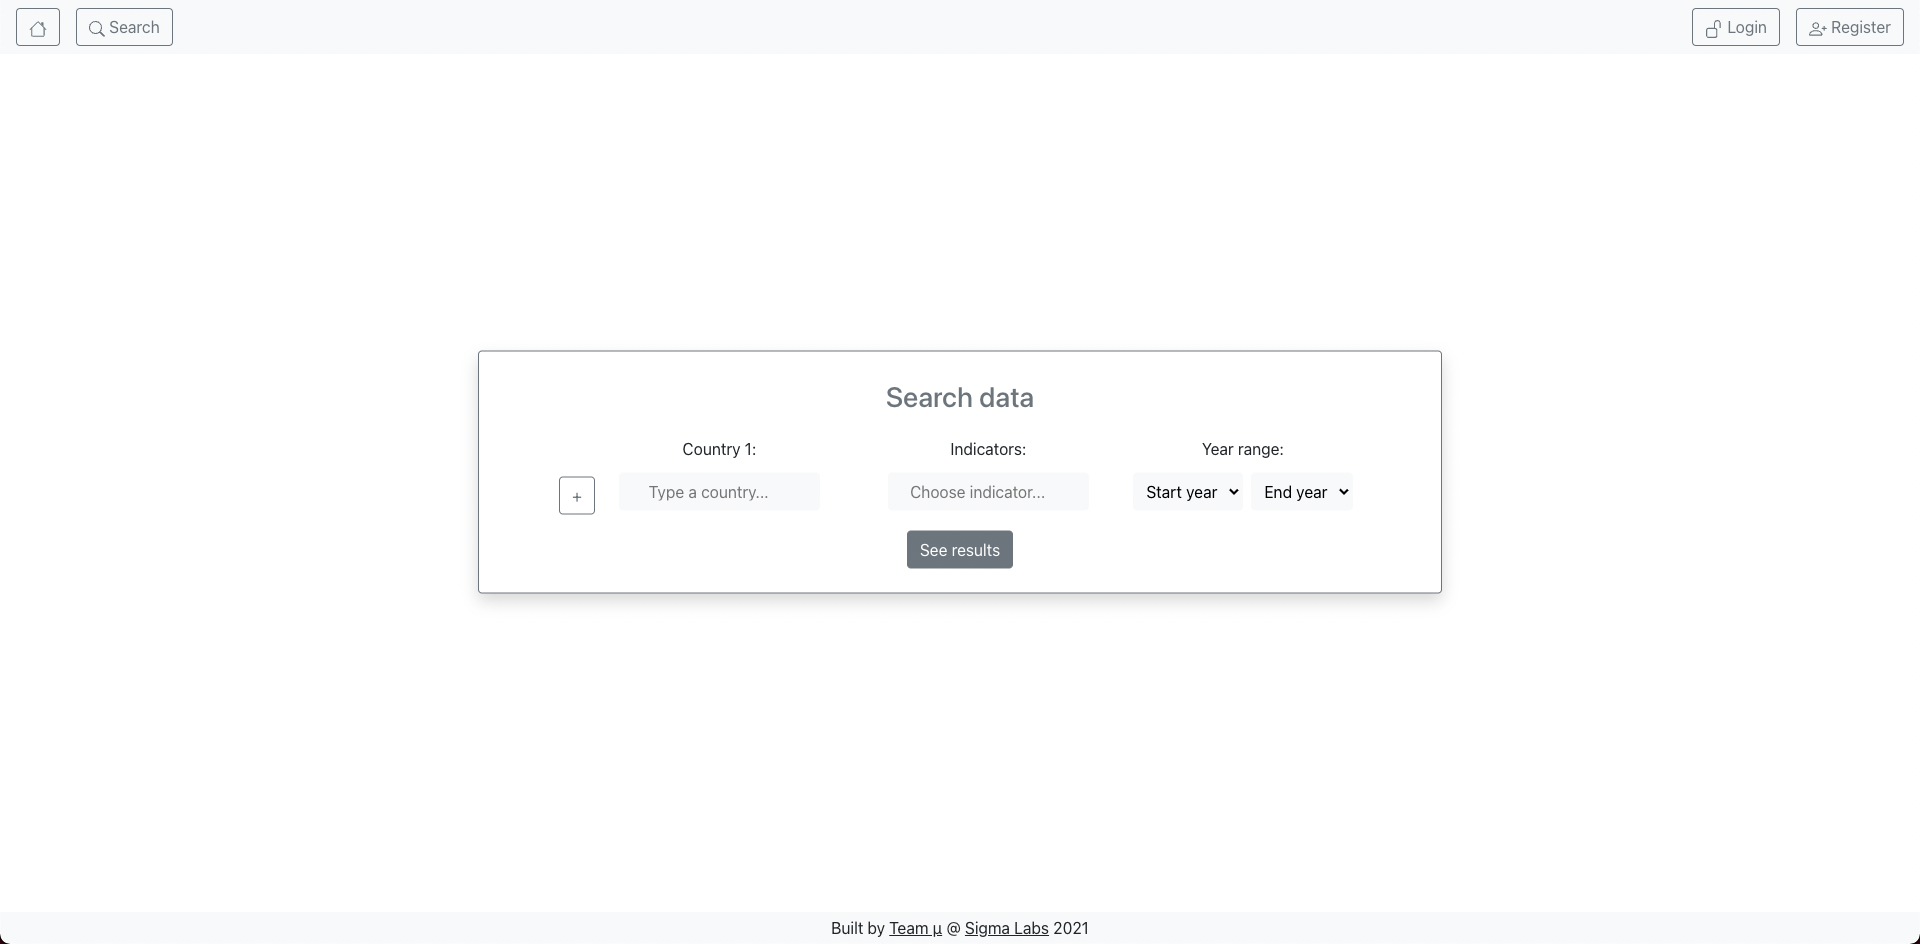 Search
Login
Register
Search data
Country 1:
Indicators:
Year range:
+
Type a country...
Choose indicator...
Start year
End year
See results
Built by Team μ @ Sigma Labs 2021